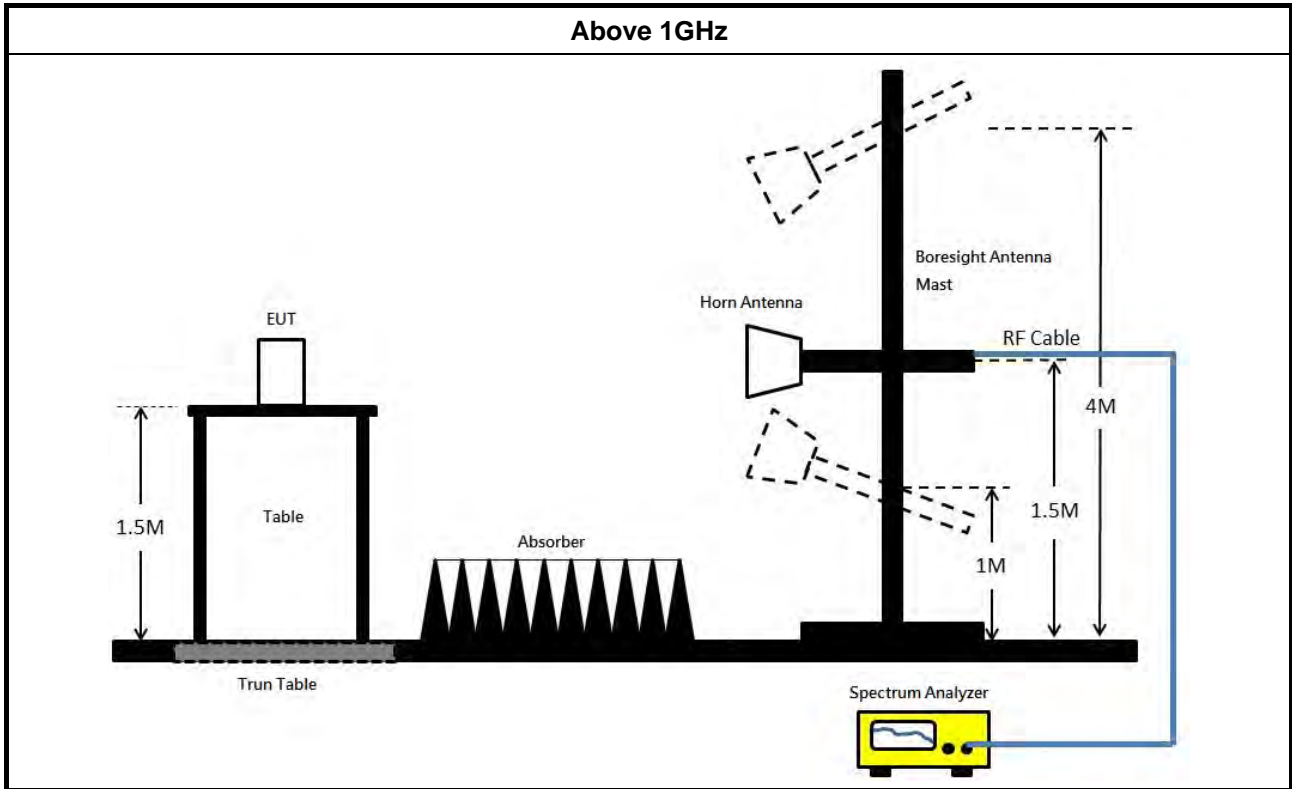 Above 1GHz
Boresight Antenna
Mast
Horn Antenna
EUT
RF Cable
4M
1.5M
Table
1.5M
Absorber
1M
Trun Table
Spectrum Analyzer